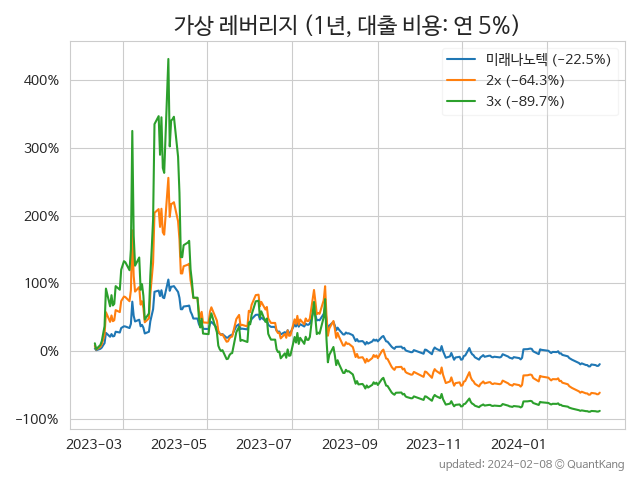 가상 레버리지 (1년, 대출 비용: 연 5%)
미래나노텍 (-22.5%)
2x (-64.3%)
3x (-89.7%)
400%
300%
200%
100%
0%
-100%
2023-03 2023-05 2023-07 2023-09 2023-11 2024-01
updated: 2024-02-08 © QuantKang